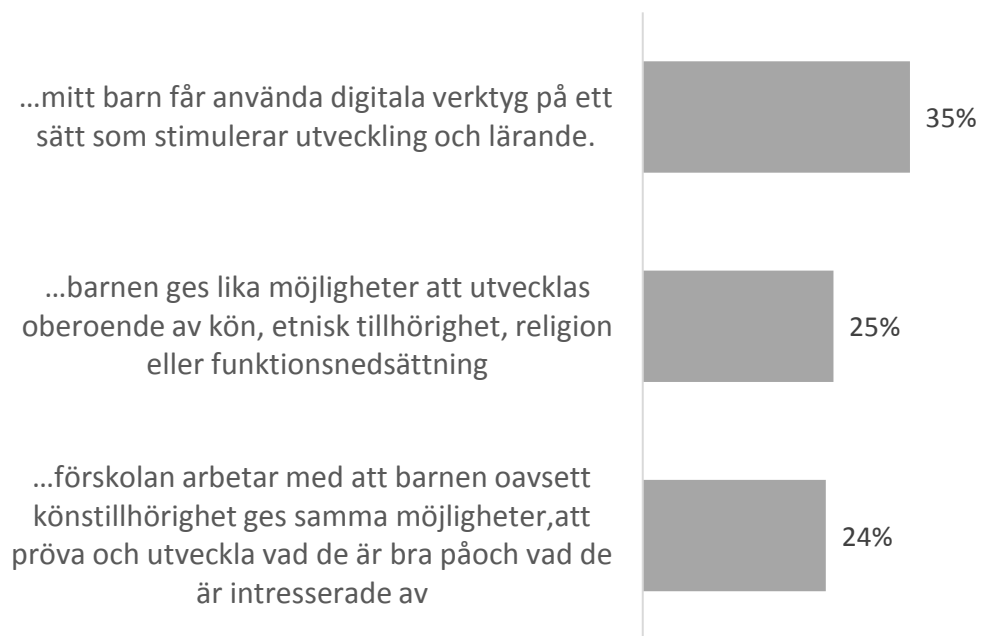 ...mitt barn får använda digitala verktyg på ett
sätt som stimulerar utveckling och lärande.
35%
...barnen ges lika möjligheter att utvecklas
oberoende av kön, etnisk tillhörighet, religion
eller funktionsnedsättning
25%
...förskolan arbetar med att barnen oavsett
könstillhörighet ges samma möjligheter,att
pröva och utveckla vad de är bra påoch vad de
är intresserade av
24%